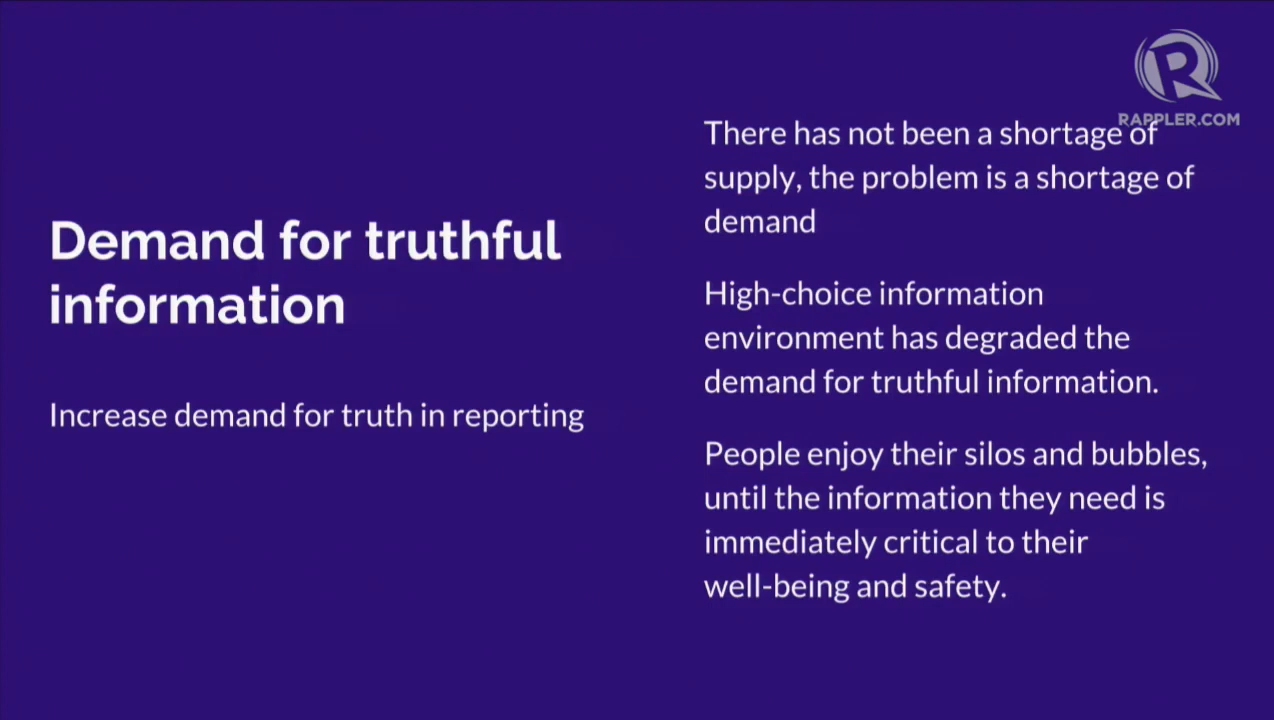 Demand for truthful
information
Increase demand for truth in reporting
R
RAPPLER.COM
There has not been a shortage of
supply, the problem is a shortage of
demand
High-choice information
environment has degraded the
demand for truthful information.
People enjoy their silos and bubbles,
until the information they need is
immediately critical to their
well-being and safety.